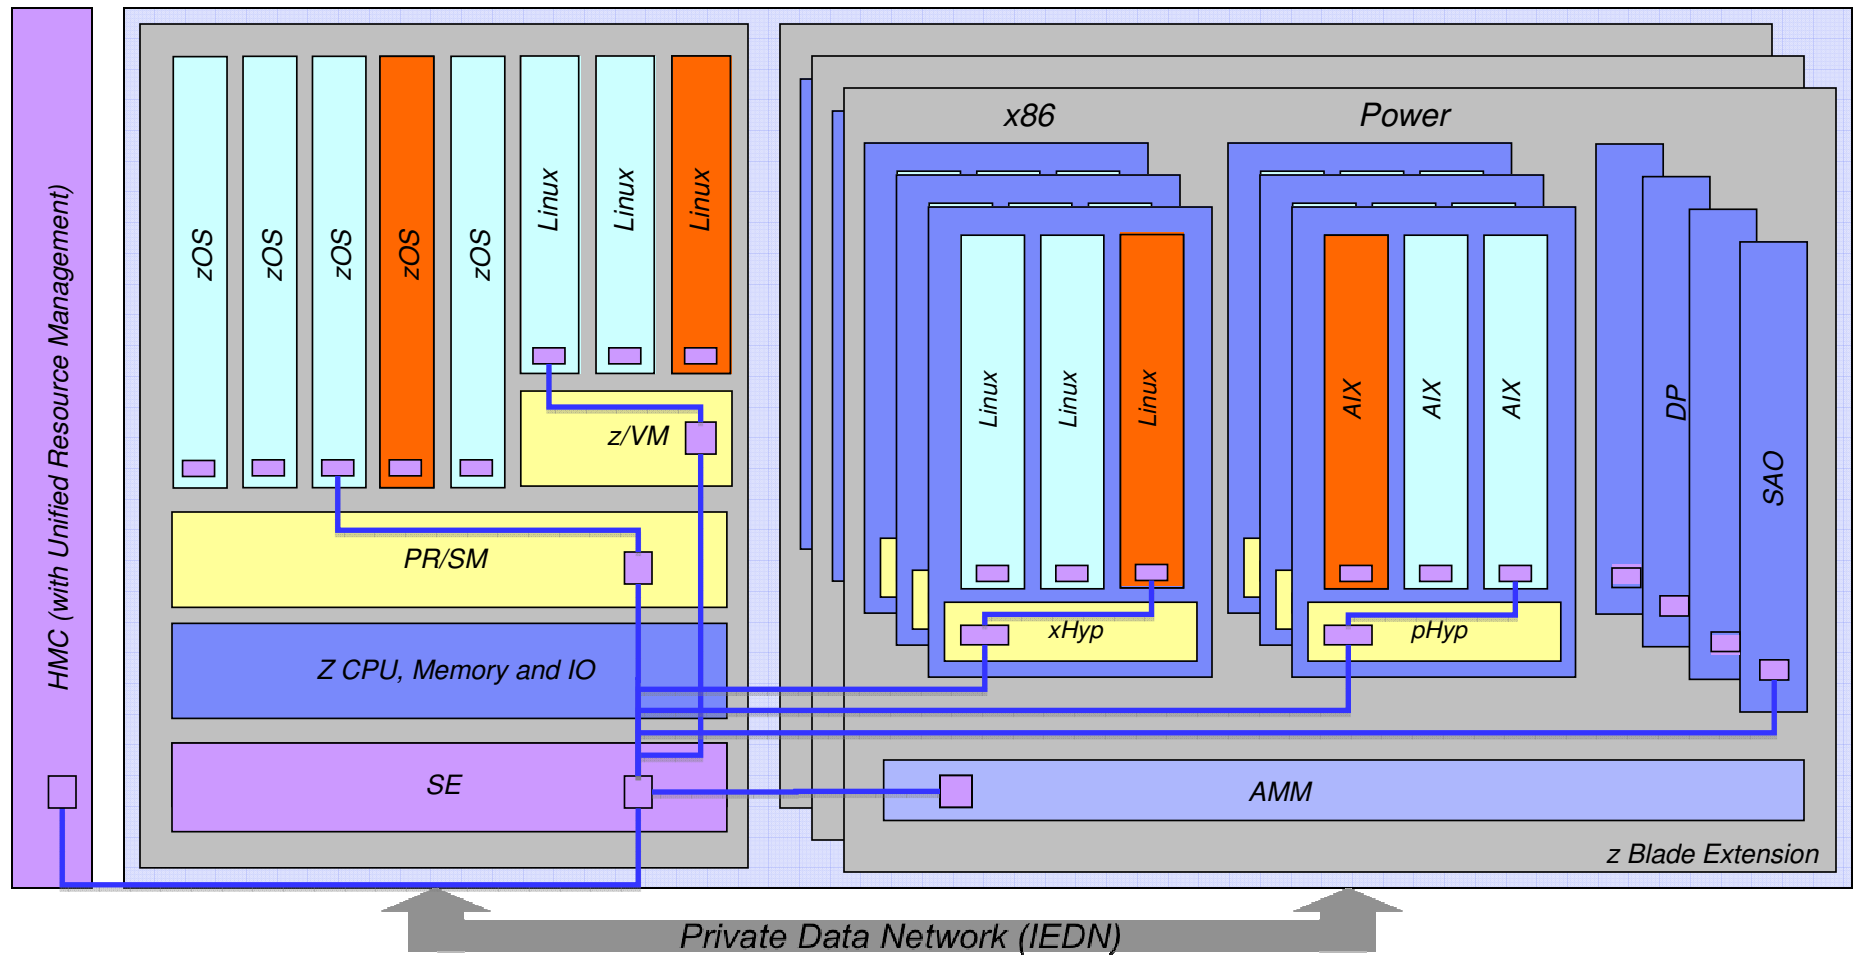 HMC (with Unified Resource Management)
zOS
zOS
zOS
zOS
zOS
Linux
Linux
Linux
z/VM
PR/SM
Z CPU, Memory and IO
SE
x86
Power
Linux
Linux
Linux
xHyp
AIX
AIX
AIX
pHyp
DP
SAO
AMM
z Blade Extension
Private Data Network (IEDN)